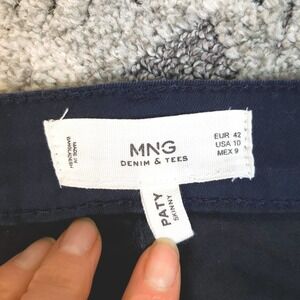 MNG
DENIM & TEES
EUR 42
USA 10
MEX 9
MADE IN
BANGLADESH
PATY
SKINNY